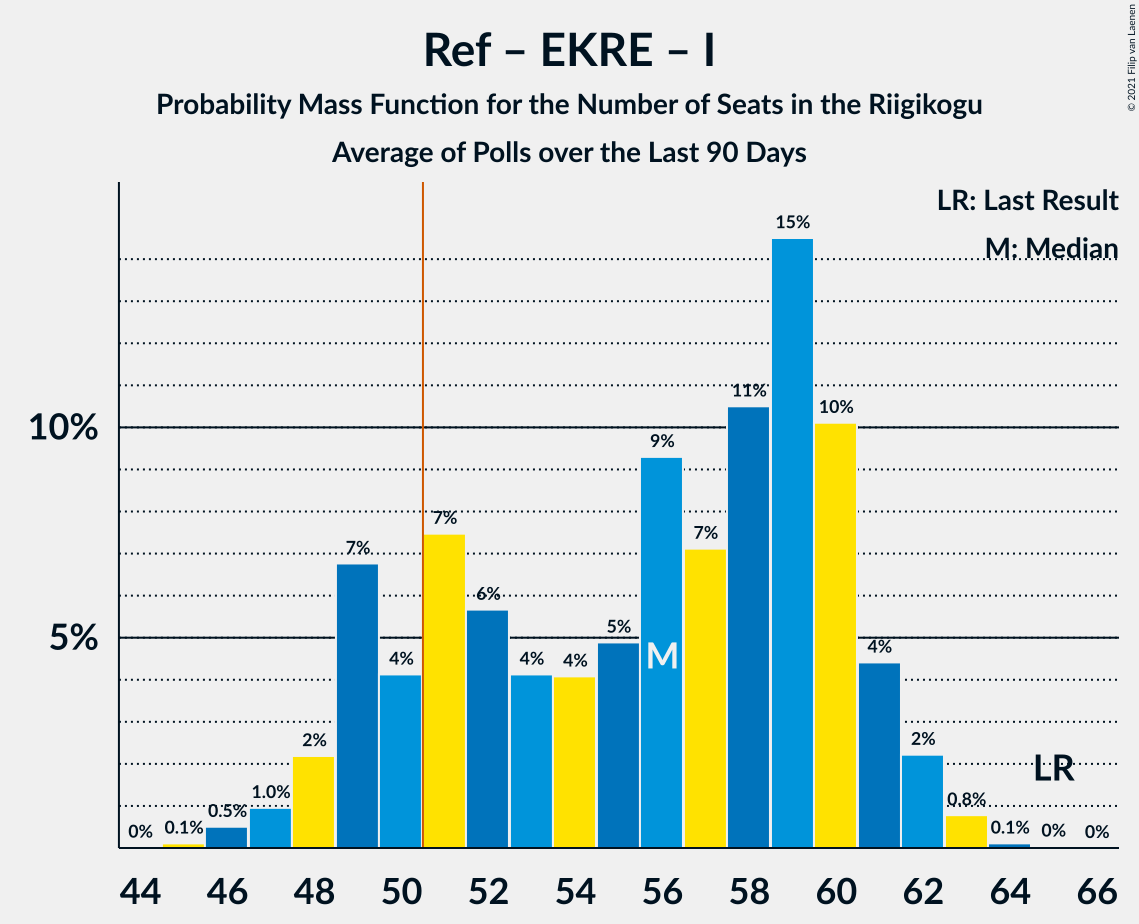 Ref – EKRE – I
Probability Mass Function for the Number of Seats in the Riigikogu
Average of Polls over the Last 90 Days
© 2021 Filip van Laenen
LR: Last Result
M: Median
10%
5%
0%
0.1%
0.5%
1.0%
2%
7%
4%
7%
6%
4%
4%
5%
9%
7%
11%
15%
10%
4%
2%
0.8%
0.1%
0%
0%
M
LR
44 46 48 50 52 54 56 58 60 62 64 66